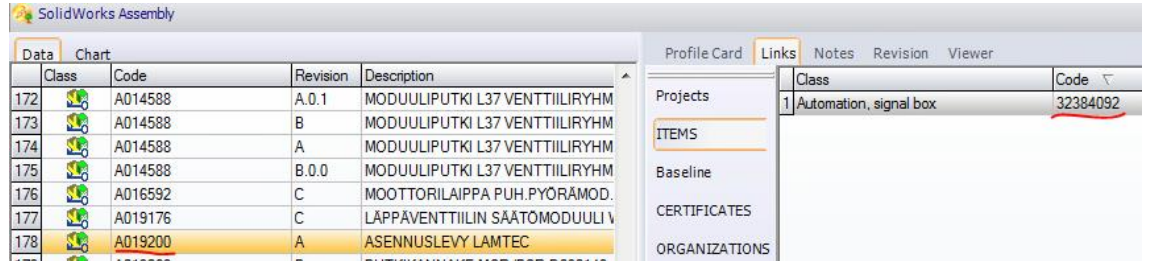 SolidWorks Assembly
Data Chart
Class Code Revision Description
172 A014588 A.0.1 MODUULIPUTKI L37 VENTTIILIRYHM
173 A014588 B MODUULIPUTKI L37 VENTTIILIRYHM
174 A014588 A MODUULIPUTKI L37 VENTTIILIRYHM
175 A014588 B.0.0 MODUULIPUTKI L37 VENTTIILIRYHM
176 A016592 C MOOTTORILAIPPA PUH.PYÖRÄMOD.
177 A019176 C LÄPPÄVENTTIILIN SÄÄTÖMODUULI V
178 A019200 A ASENNUSLEVY LAMTEC
Profile Card Links Notes Revision Viewer
Projects
ITEMS
Baseline
CERTIFICATES
ORGANIZATIONS
Class Code
1 Automation, signal box 32384092